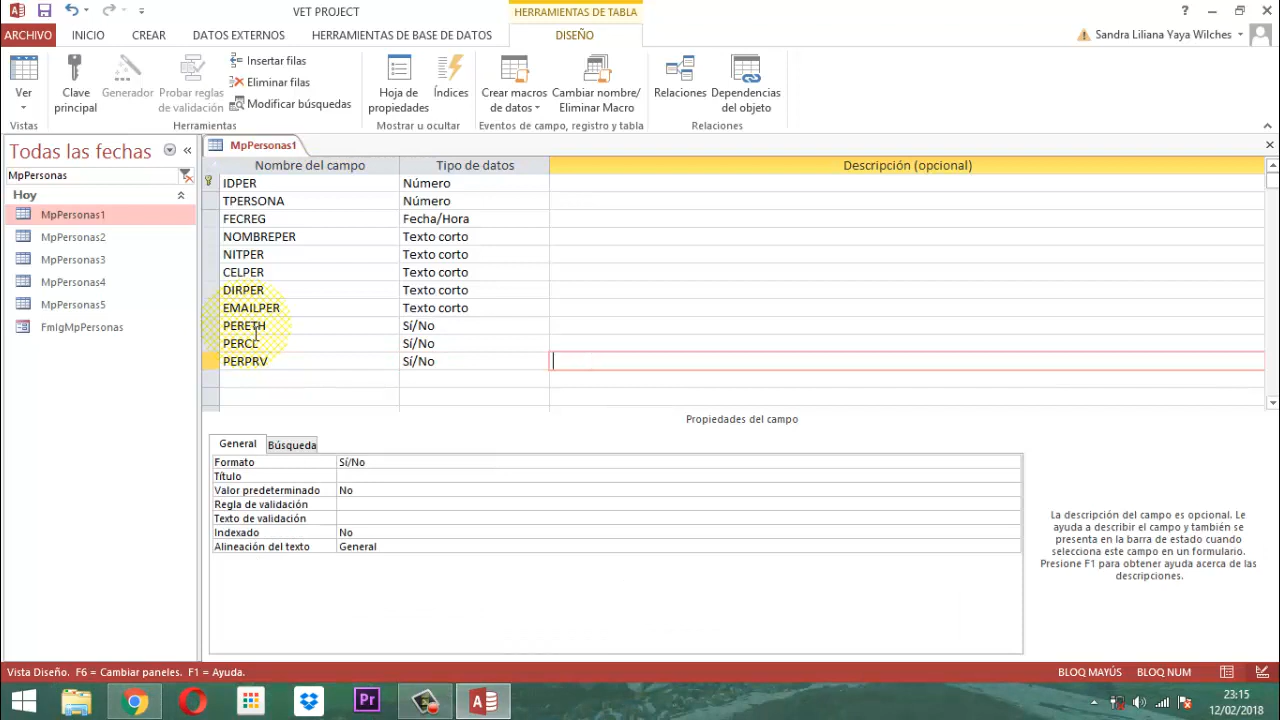 VET PROJECT
HERRAMIENTAS DE TABLA
?
ARCHIVO INICIO CREAR DATOS EXTERNOS HERRAMIENTAS DE BASE DE DATOS DISEÑO Sandra Liliana Yaya Wilches
Ver
Clave principal
Generador
Probar reglas de validación
Insertar filas
Eliminar filas
Modificar búsquedas
Hoja de propiedades
Índices
Crear macros de datos
Cambiar nombre/ Eliminar Macro
Relaciones
Dependencias del objeto
Vistas Herramientas Mostrar u ocultar Eventos de campo, registro y tabla Relaciones
Todas las fechas
MpPersonas
Hoy
MpPersonas1
MpPersonas2
MpPersonas3
MpPersonas4
MpPersonas5
FmIgMpPersonas
MpPersonas1
Nombre del campo Tipo de datos Descripción (opcional)
IDPER Número
TPERSONA Número
FECREG Fecha/Hora
NOMBREPER Texto corto
NITPER Texto corto
CELPER Texto corto
DIRPER Texto corto
EMAILPER Texto corto
PERETH Sí/No
PERCL Sí/No
PERPRV Sí/No
Propiedades del campo
General Búsqueda
Formato Sí/No
Título
Valor predeterminado No
Regla de validación
Texto de validación
Indexado No
Alineación del texto General
La descripción del campo es opcional. Le
ayuda a describir el campo y también se
presenta en la barra de estado cuando
selecciona este campo en un formulario.
Presione F1 para obtener ayuda acerca de las
descripciones.
Vista Diseño. F6 = Cambiar paneles. F1 = Ayuda. BLOQ MAYÚS BLOQ NUM
Pr
23:15
12/02/2018